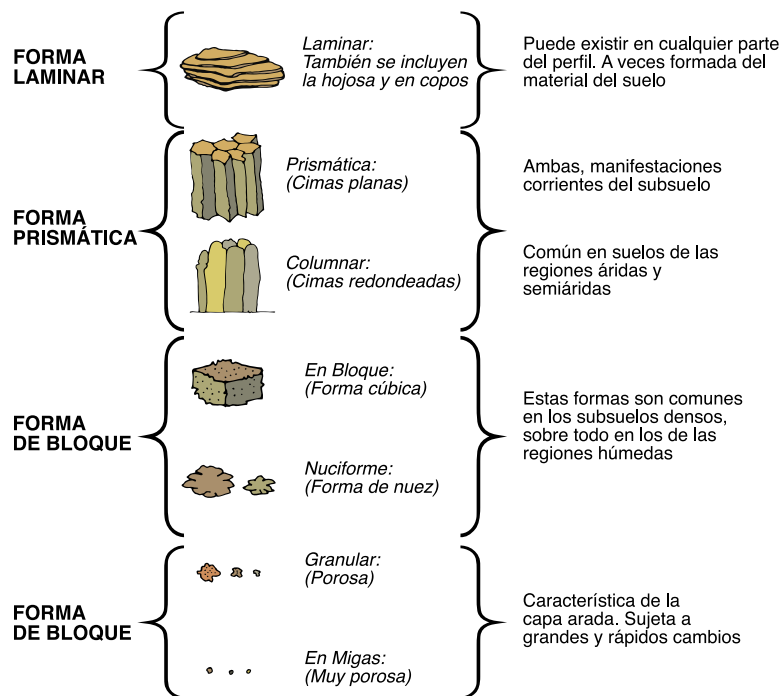 FORMA
LAMINAR
Laminar:
También se incluyen
la hojosa y en copos
Puede existir en cualquier parte
del perfil. A veces formada del
material del suelo
FORMA
PRISMÁTICA
Prismática:
(Cimas planas)
Columnar:
(Cimas redondeadas)
Ambas, manifestaciones
corrientes del subsuelo
Común en suelos de las
regiones áridas y
semiáridas
FORMA
DE BLOQUE
En Bloque:
(Forma cúbica)
Nuciforme:
(Forma de nuez)
Estas formas son comunes
en los subsuelos densos,
sobre todo en los de las
regiones húmedas
FORMA
DE BLOQUE
Granular:
(Porosa)
En Migas:
(Muy porosa)
Característica de la
capa arada. Sujeta a
grandes y rápidos cambios